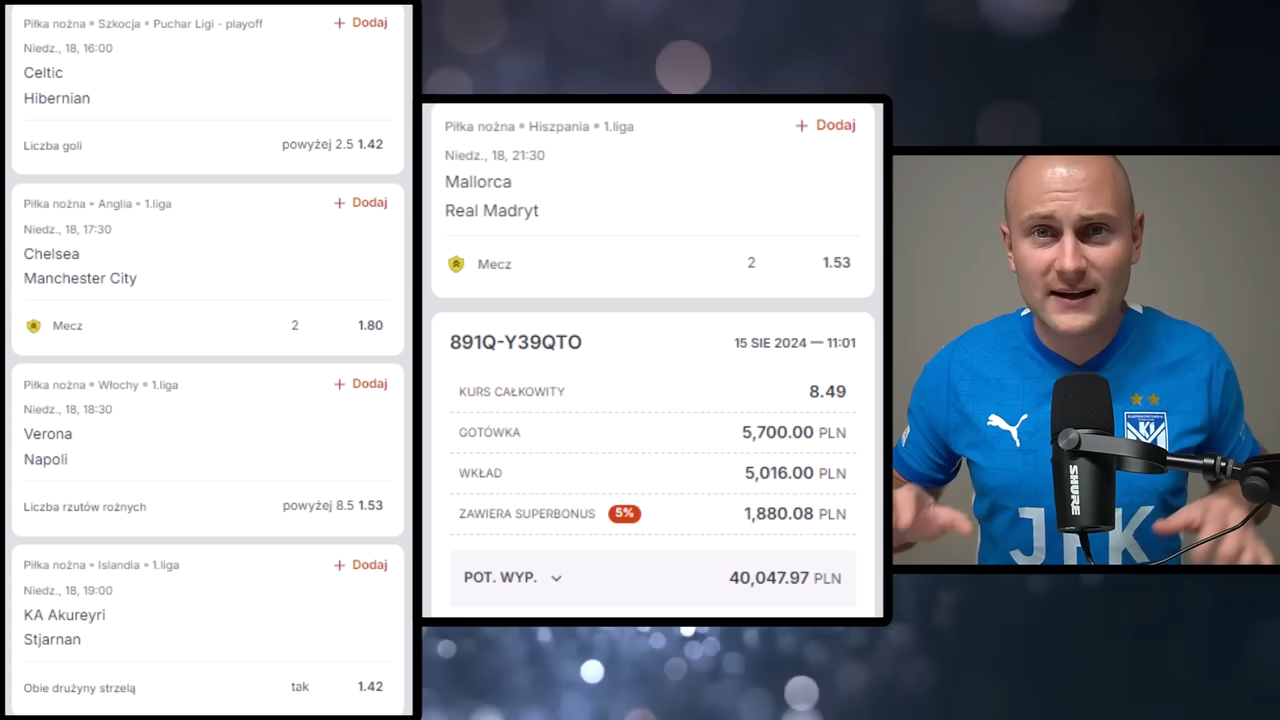 Piłka nożna • Szkocja • Puchar Ligi - playoff
+ Dodaj
Niedz., 18, 16:00
Celtic
Hibernian
Liczba goli powyżej 2.5 1.42
Piłka nożna • Anglia • 1.liga
+ Dodaj
Niedz., 18, 17:30
Chelsea
Manchester City
Mecz 2 1.80
Piłka nożna • Włochy • 1.liga
+ Dodaj
Niedz., 18, 18:30
Verona
Napoli
Liczba rzutów rożnych powyżej 8.5 1.53
Piłka nożna • Islandia • 1.liga
+ Dodaj
Niedz., 18, 19:00
KA Akureyri
Stjarnan
Obie drużyny strzelą tak 1.42
Piłka nożna • Hiszpania • 1.liga
+ Dodaj
Niedz., 18, 21:30
Mallorca
Real Madryt
Mecz 2 1.53
891Q-Y39QTO 15 SIE 2024 — 11:01
KURS CAŁKOWITY 8.49
GOTÓWKA 5,700.00 PLN
WKŁAD 5,016.00 PLN
ZAWIERA SUPERBONUS 5% 1,880.08 PLN
POT. WYP. 40,047.97 PLN
KÍ
SHURE
JFK